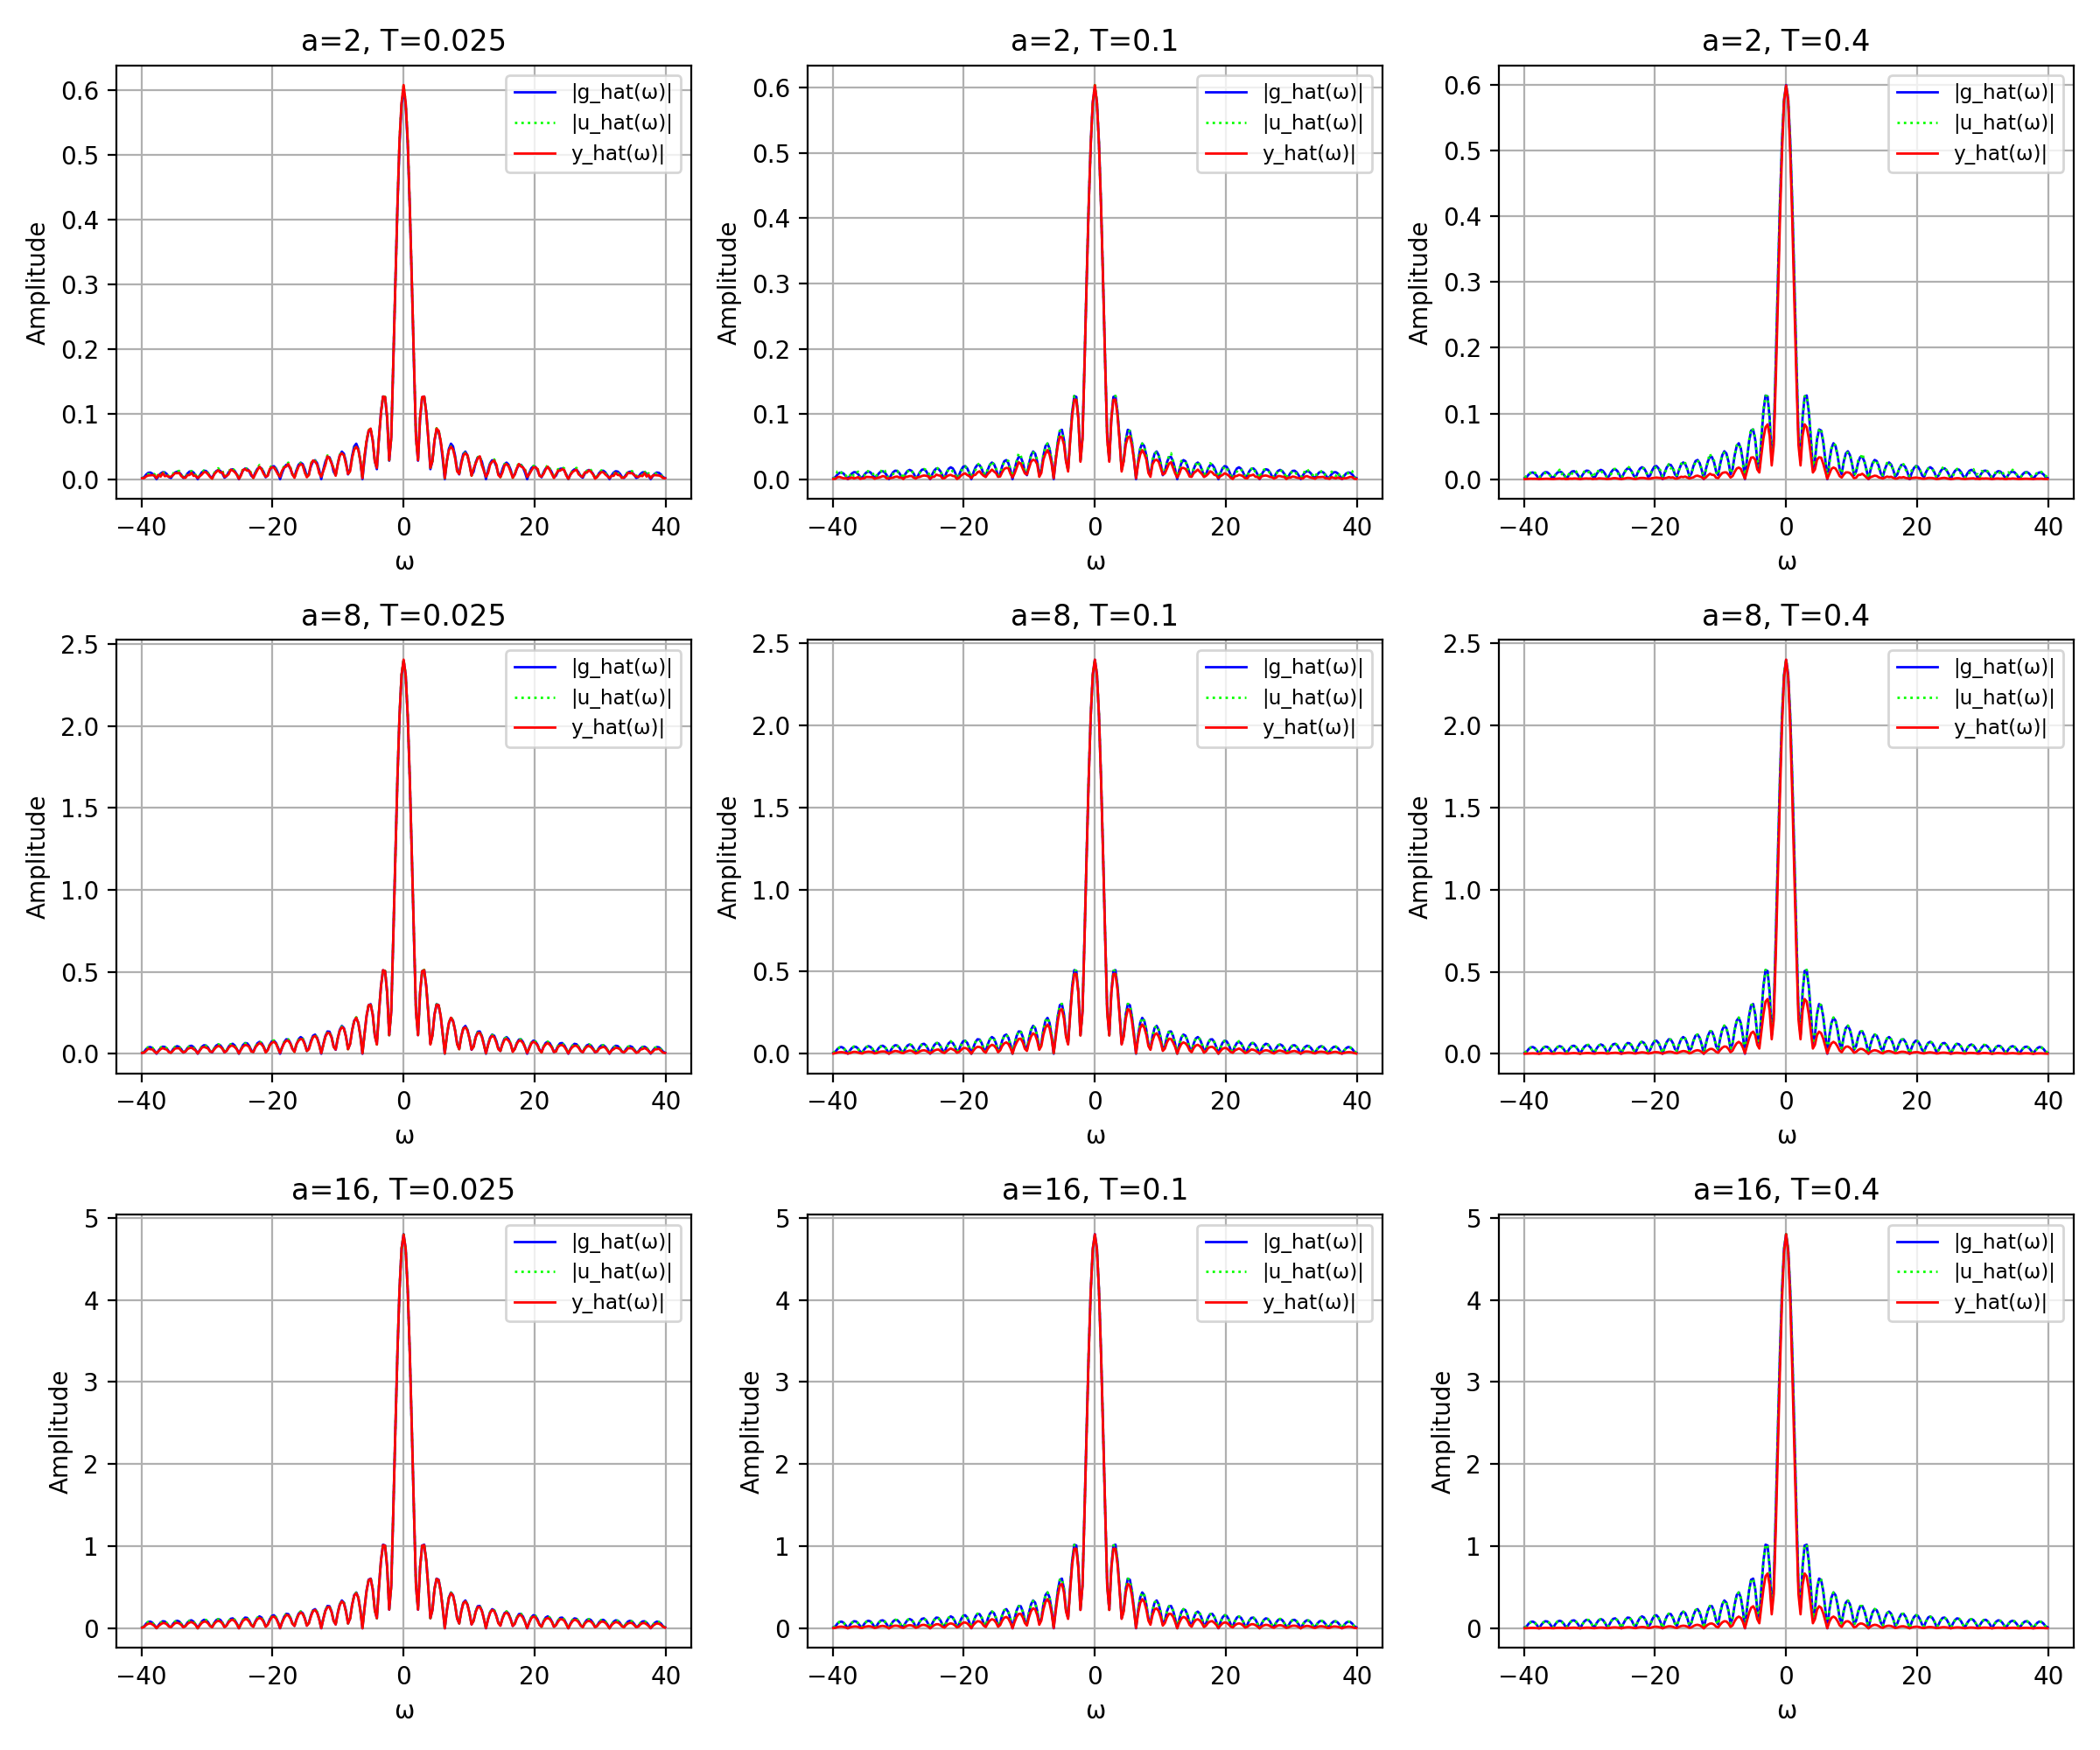 a=2, T=0.025
0.6
0.5
0.4
0.3
0.2
0.1
0.0
Amplitude
−40 −20 0 20 40
ω
|g_hat(ω)|
|u_hat(ω)|
y_hat(ω)|
a=2, T=0.1
0.6
0.5
0.4
0.3
0.2
0.1
0.0
Amplitude
−40 −20 0 20 40
ω
|g_hat(ω)|
|u_hat(ω)|
y_hat(ω)|
a=2, T=0.4
0.6
0.5
0.4
0.3
0.2
0.1
0.0
Amplitude
−40 −20 0 20 40
ω
|g_hat(ω)|
|u_hat(ω)|
y_hat(ω)|
a=8, T=0.025
2.5
2.0
1.5
1.0
0.5
0.0
Amplitude
−40 −20 0 20 40
ω
|g_hat(ω)|
|u_hat(ω)|
y_hat(ω)|
a=8, T=0.1
2.5
2.0
1.5
1.0
0.5
0.0
Amplitude
−40 −20 0 20 40
ω
|g_hat(ω)|
|u_hat(ω)|
y_hat(ω)|
a=8, T=0.4
2.5
2.0
1.5
1.0
0.5
0.0
Amplitude
−40 −20 0 20 40
ω
|g_hat(ω)|
|u_hat(ω)|
y_hat(ω)|
a=16, T=0.025
5
4
3
2
1
0
Amplitude
−40 −20 0 20 40
ω
|g_hat(ω)|
|u_hat(ω)|
y_hat(ω)|
a=16, T=0.1
5
4
3
2
1
0
Amplitude
−40 −20 0 20 40
ω
|g_hat(ω)|
|u_hat(ω)|
y_hat(ω)|
a=16, T=0.4
5
4
3
2
1
0
Amplitude
−40 −20 0 20 40
ω
|g_hat(ω)|
|u_hat(ω)|
y_hat(ω)|